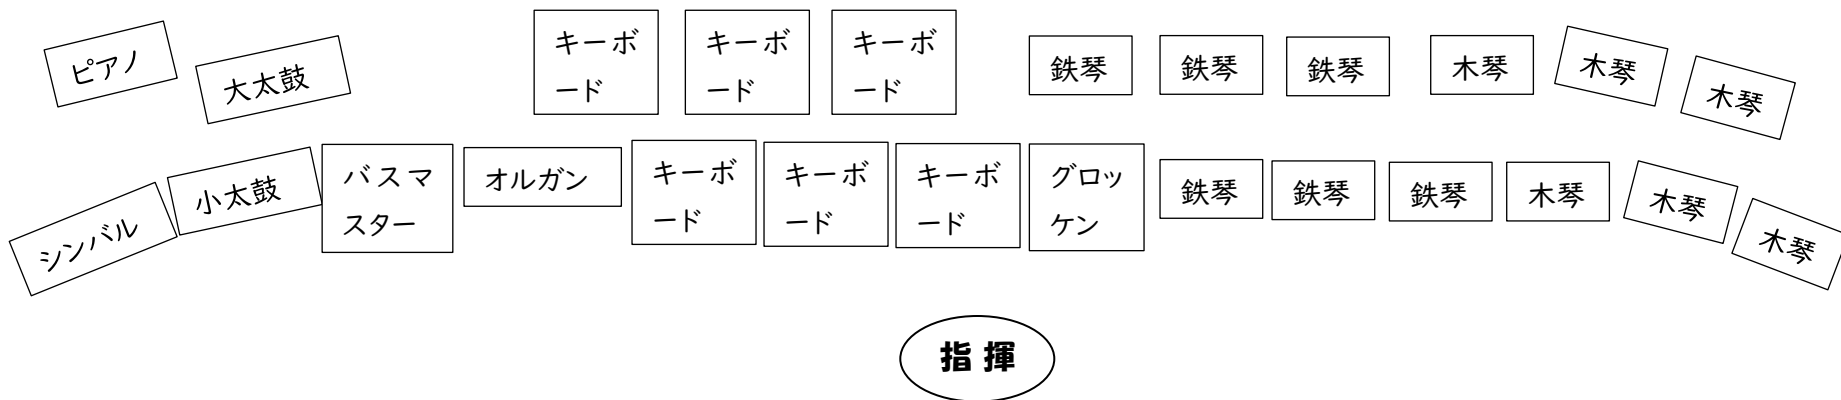 ピアノ
大太鼓
キーボ
ード
キーボ
ード
キーボ
ード
鉄琴
鉄琴
鉄琴
木琴
木琴
木琴
シンバル
小太鼓
バスマ
スター
オルガン
キーボ
ード
キーボ
ード
キーボ
ード
グロッ
ケン
鉄琴
鉄琴
鉄琴
木琴
木琴
木琴
指揮